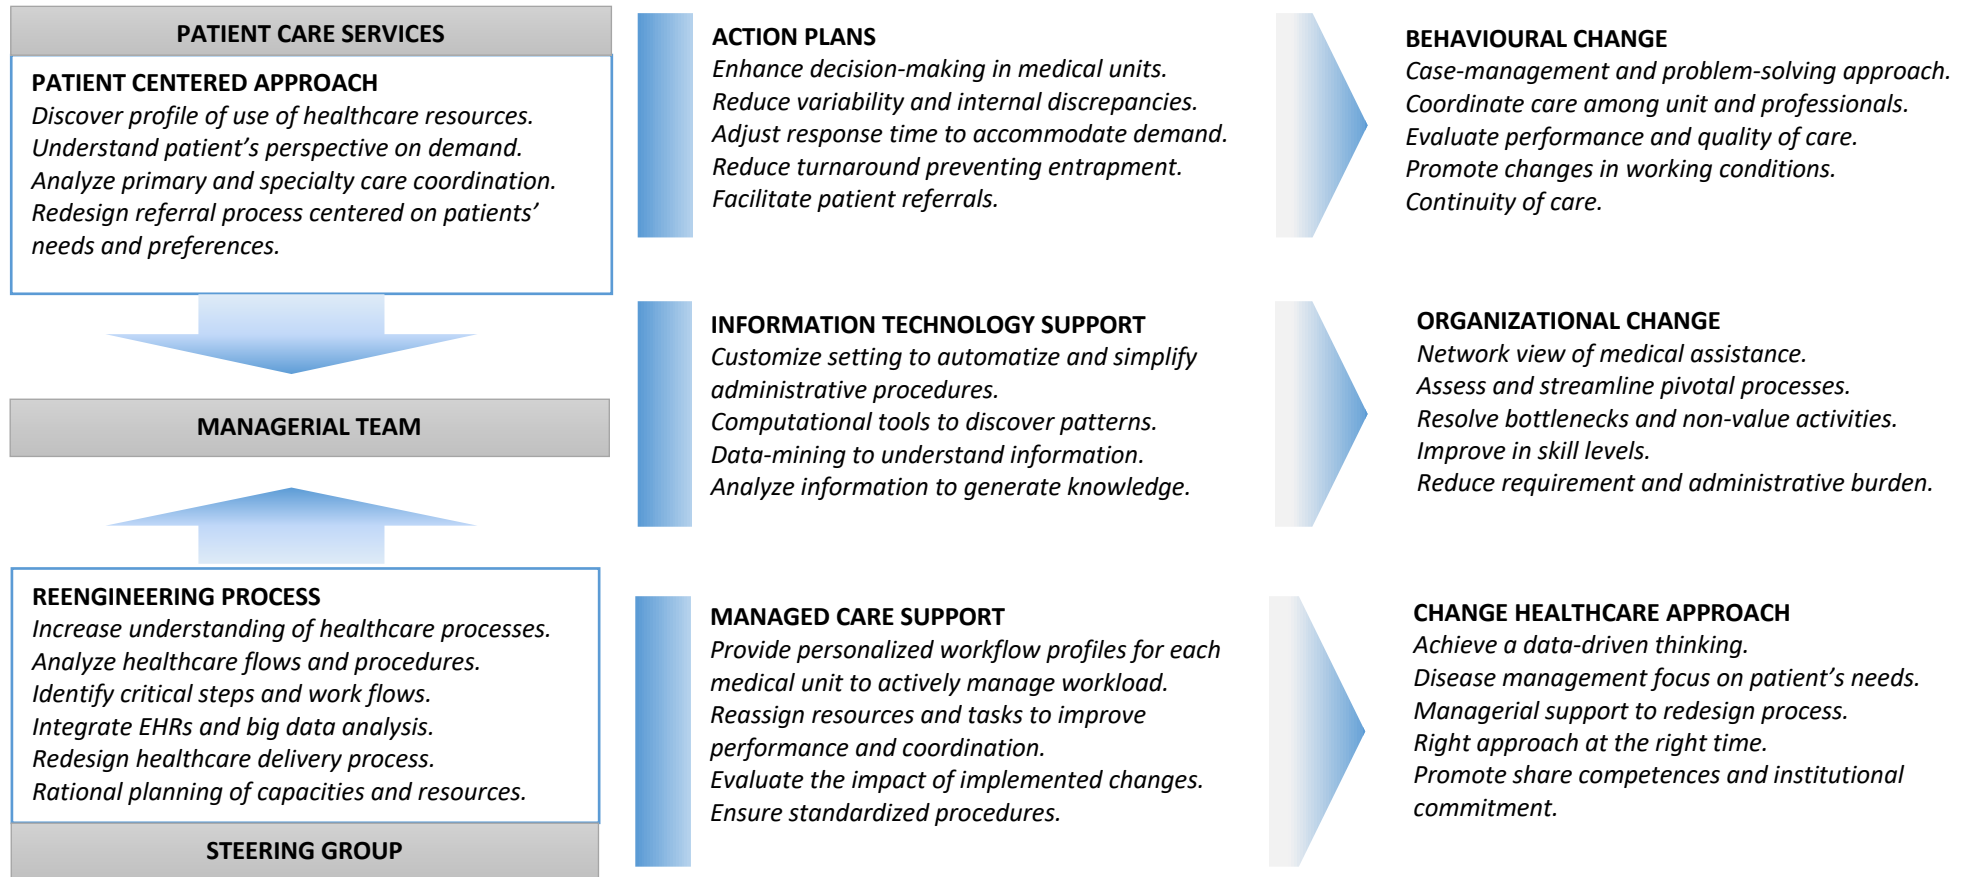 PATIENT CARE SERVICES
PATIENT CENTERED APPROACH
Discover profile of use of healthcare resources.
Understand patient’s perspective on demand.
Analyze primary and specialty care coordination.
Redesign referral process centered on patients’
needs and preferences.
MANAGERIAL TEAM
REENGINEERING PROCESS
Increase understanding of healthcare processes.
Analyze healthcare flows and procedures.
Identify critical steps and work flows.
Integrate EHRs and big data analysis.
Redesign healthcare delivery process.
Rational planning of capacities and resources.
STEERING GROUP
ACTION PLANS
Enhance decision-making in medical units.
Reduce variability and internal discrepancies.
Adjust response time to accommodate demand.
Reduce turnaround preventing entrapment.
Facilitate patient referrals.
INFORMATION TECHNOLOGY SUPPORT
Customize setting to automatize and simplify
administrative procedures.
Computational tools to discover patterns.
Data-mining to understand information.
Analyze information to generate knowledge.
MANAGED CARE SUPPORT
Provide personalized workflow profiles for each
medical unit to actively manage workload.
Reassign resources and tasks to improve
performance and coordination.
Evaluate the impact of implemented changes.
Ensure standardized procedures.
BEHAVIOURAL CHANGE
Case-management and problem-solving approach.
Coordinate care among unit and professionals.
Evaluate performance and quality of care.
Promote changes in working conditions.
Continuity of care.
ORGANIZATIONAL CHANGE
Network view of medical assistance.
Assess and streamline pivotal processes.
Resolve bottlenecks and non-value activities.
Improve in skill levels.
Reduce requirement and administrative burden.
CHANGE HEALTHCARE APPROACH
Achieve a data-driven thinking.
Disease management focus on patient’s needs.
Managerial support to redesign process.
Right approach at the right time.
Promote share competences and institutional
commitment.